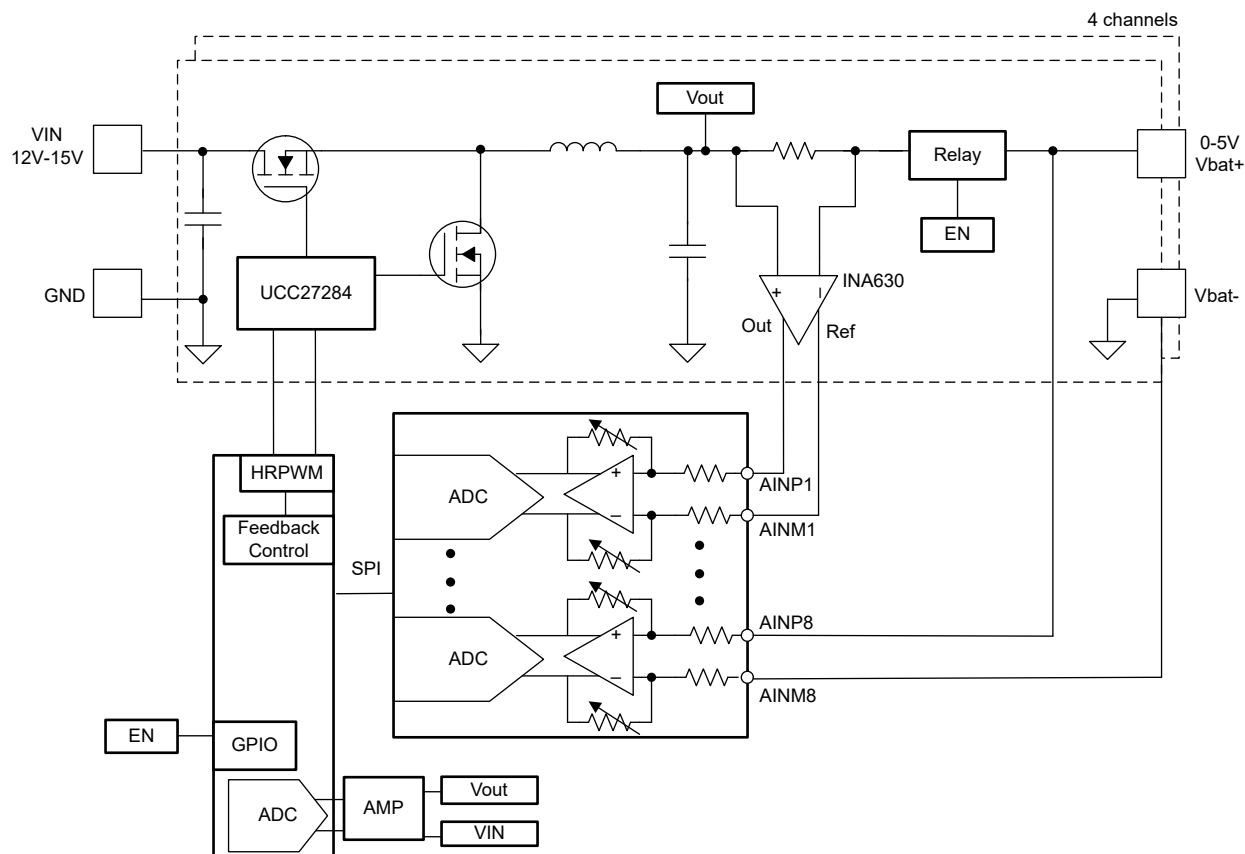 4 channels
Vout
VIN
12V-15V
Relay
0-5V
Vbat+
EN
GND
UCC27284
+
–
INA630
Vbat-
Out
Ref
HRPWM
Feedback
Control
ADC
+
–
AINP1
AINM1
SPI
ADC
+
–
AINP8
AINM8
EN
GPIO
ADC
AMP
Vout
VIN